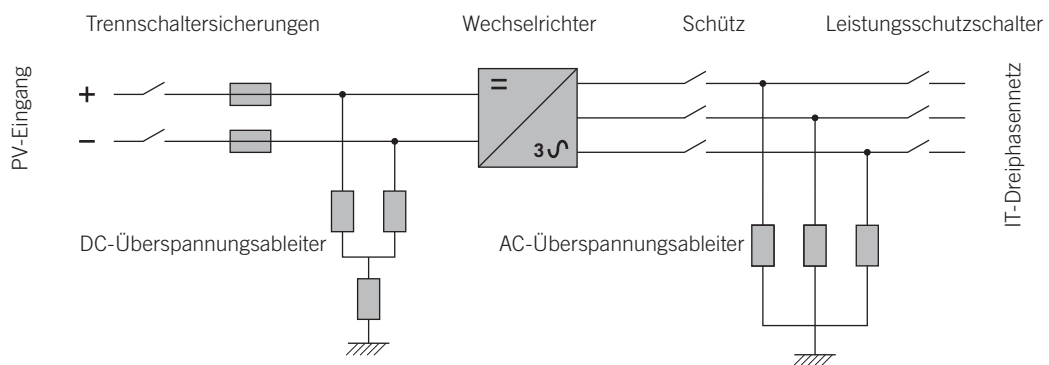 Trennschaltersicherungen
Wechselrichter
Schütz
Leistungsschutzschalter
PV-Eingang
+
−
=
3
DC-Überspannungsableiter
AC-Überspannungsableiter
IT-Dreiphasennetz